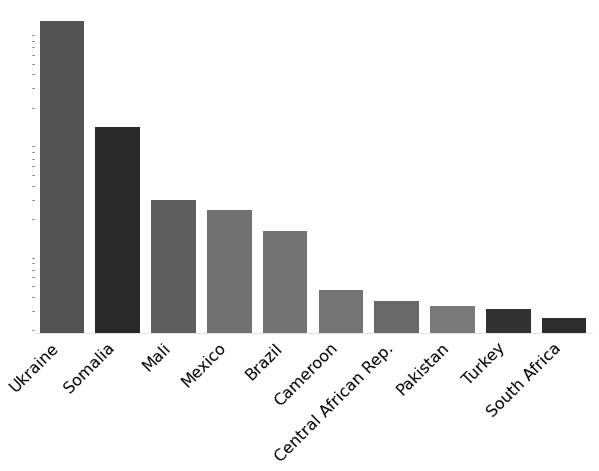 Ukraine
Somalia
Mali
Mexico
Brazil
Cameroon
Central African Rep.
Pakistan
Turkey
South Africa